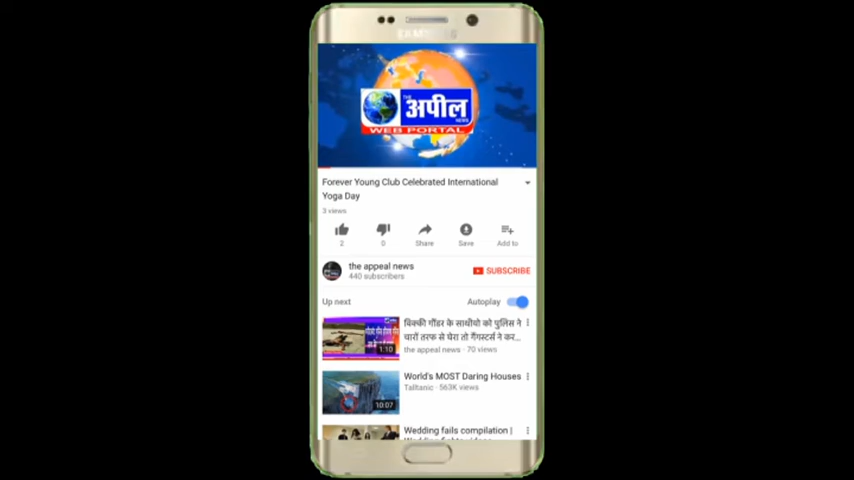 SAMSUNG
THE
अपील
NEWS
WEB PORTAL
Forever Young Club Celebrated International
Yoga Day
3 views
2
0
Share
Save
Add to
the appeal news
440 subscribers
SUBSCRIBE
Up next
Autoplay
विक्की गौंडर के साथीयो को पुलिस ने
चारों तरफ से घेरा तो गैंगस्टर्स ने कर...
the appeal news · 70 views
1:10
World's MOST Daring Houses
Talltanic · 563K views
10:07
Wedding fails compilation |